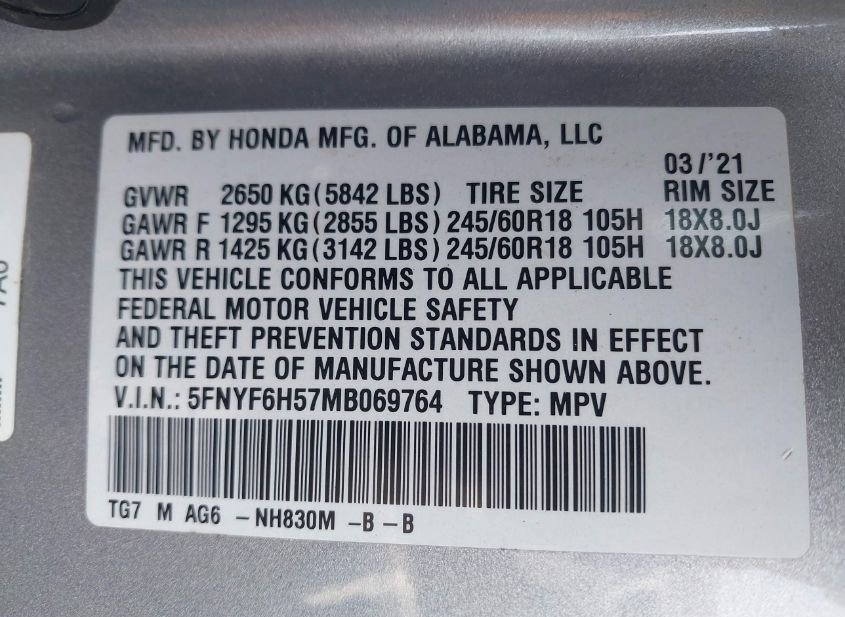 MFD. BY HONDA MFG. OF ALABAMA, LLC
03/'21
GVWR 2650 KG(5842 LBS) TIRE SIZE RIM SIZE
GAWR F 1295 KG(2855 LBS) 245/60R18 105H 18X8.0J
GAWR R 1425 KG(3142 LBS) 245/60R18 105H 18X8.0J
THIS VEHICLE CONFORMS TO ALL APPLICABLE
FEDERAL MOTOR VEHICLE SAFETY
AND THEFT PREVENTION STANDARDS IN EFFECT
ON THE DATE OF MANUFACTURE SHOWN ABOVE.
V.I.N.: 5FNYF6H57MB069764 TYPE: MPV
TG7 M AG6 -NH830M -B -B